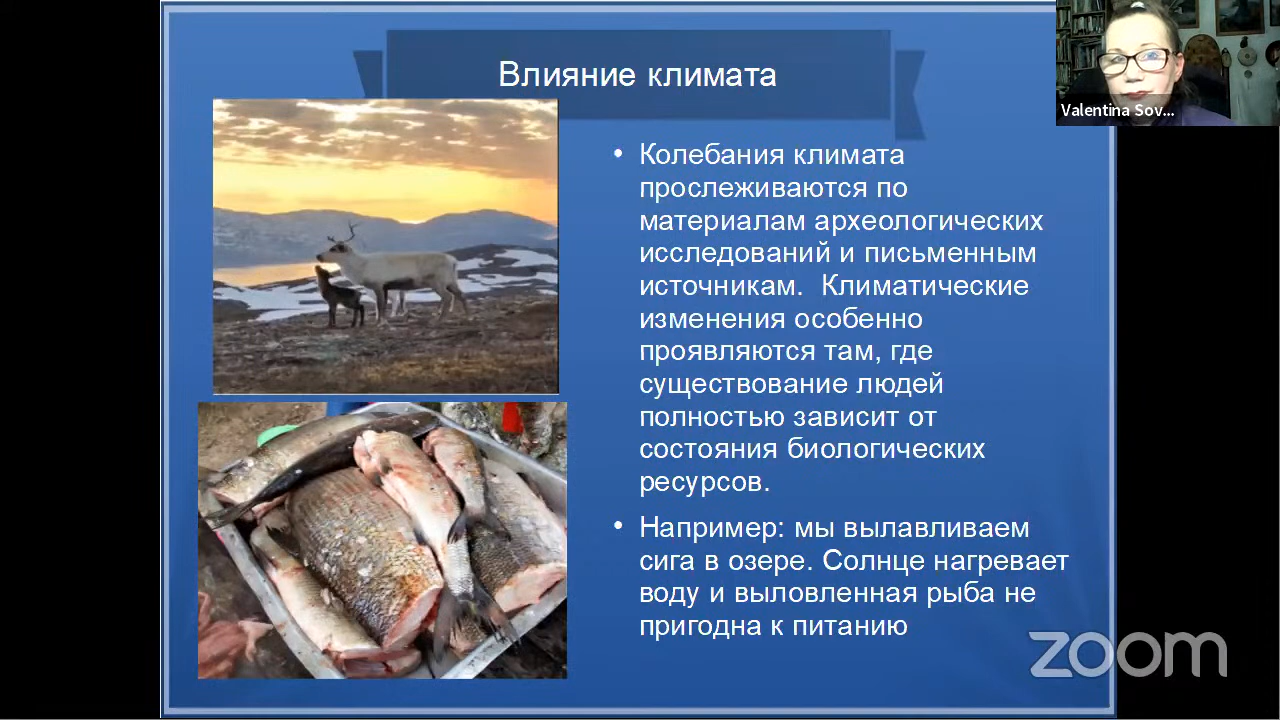 Влияние климата
Valentina Sov...
• Колебания климата
прослеживаются по
материалам археологических
исследований и письменным
источникам.  Климатические
изменения особенно
проявляются там, где
существование людей
полностью зависит от
состояния биологических
ресурсов.
• Например: мы вылавливаем
сига в озере. Солнце нагревает
воду и выловленная рыба не
пригодна к питанию
zoom